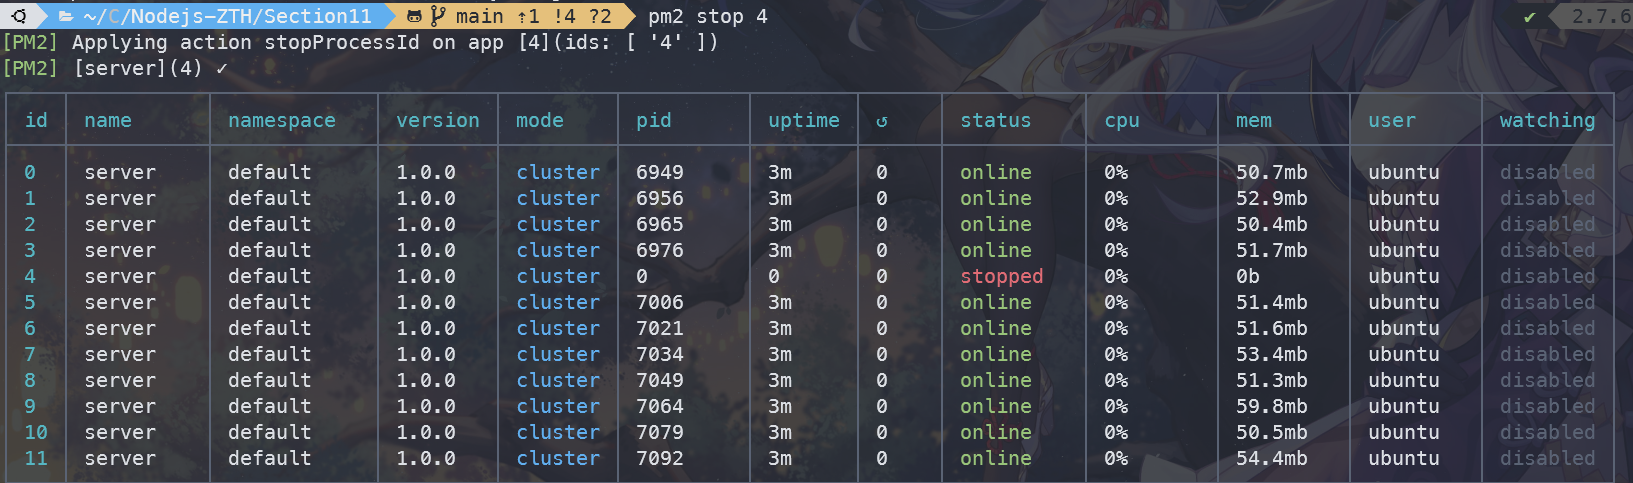 ~/C/Nodejs-ZTH/Section11 main ⇡1 !4 ?2 pm2 stop 4 ✔ 2.7.6
[PM2] Applying action stopProcessId on app [4](ids: [ '4' ])
[PM2] [server](4) ✓
id name namespace version mode pid uptime ↺ status cpu mem user watching
0 server default 1.0.0 cluster 6949 3m 0 online 0% 50.7mb ubuntu disabled
1 server default 1.0.0 cluster 6956 3m 0 online 0% 52.9mb ubuntu disabled
2 server default 1.0.0 cluster 6965 3m 0 online 0% 50.4mb ubuntu disabled
3 server default 1.0.0 cluster 6976 3m 0 online 0% 51.7mb ubuntu disabled
4 server default 1.0.0 cluster 0 0 0 stopped 0% 0b ubuntu disabled
5 server default 1.0.0 cluster 7006 3m 0 online 0% 51.4mb ubuntu disabled
6 server default 1.0.0 cluster 7021 3m 0 online 0% 51.6mb ubuntu disabled
7 server default 1.0.0 cluster 7034 3m 0 online 0% 53.4mb ubuntu disabled
8 server default 1.0.0 cluster 7049 3m 0 online 0% 51.3mb ubuntu disabled
9 server default 1.0.0 cluster 7064 3m 0 online 0% 59.8mb ubuntu disabled
10 server default 1.0.0 cluster 7079 3m 0 online 0% 50.5mb ubuntu disabled
11 server default 1.0.0 cluster 7092 3m 0 online 0% 54.4mb ubuntu disabled